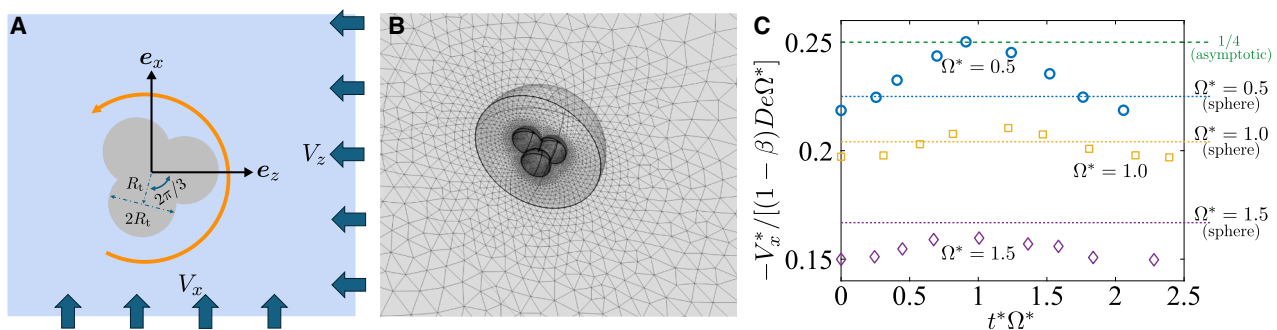 A
e_x
V_z
e_z
R_t
2π/3
2R_t
V_x
B
C
−V_x^*/[(1 − β)DeΩ^*]
0.25
0.2
0.15
0
0.5
1
1.5
2
2.5
t^*Ω^*
Ω^* = 0.5
Ω^* = 1.0
Ω^* = 1.5
1/4
(asymptotic)
Ω^* = 0.5
(sphere)
Ω^* = 1.0
(sphere)
Ω^* = 1.5
(sphere)